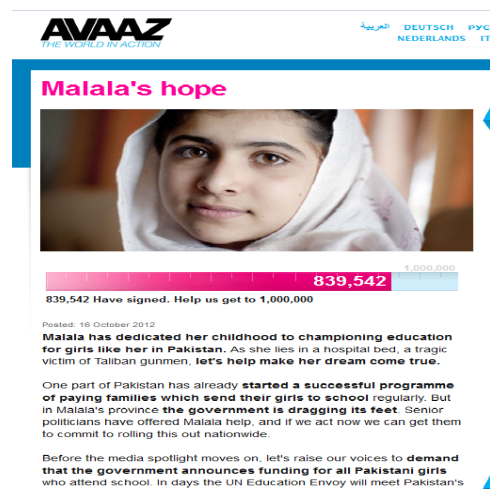 AVAAZ
THE WORLD IN ACTION
العربية DEUTSCH РУС
NEDERLANDS IT
Malala's hope
1,000,000
839,542
839,542 Have signed. Help us get to 1,000,000
Posted: 16 October 2012
Malala has dedicated her childhood to championing education
for girls like her in Pakistan. As she lies in a hospital bed, a tragic
victim of Taliban gunmen, let's help make her dream come true.
One part of Pakistan has already started a successful programme
of paying families which send their girls to school regularly. But
in Malala's province the government is dragging its feet. Senior
politicians have offered Malala help, and if we act now we can get them
to commit to rolling this out nationwide.
Before the media spotlight moves on, let's raise our voices to demand
that the government announces funding for all Pakistani girls
who attend school. In days the UN Education Envoy will meet Pakistan's